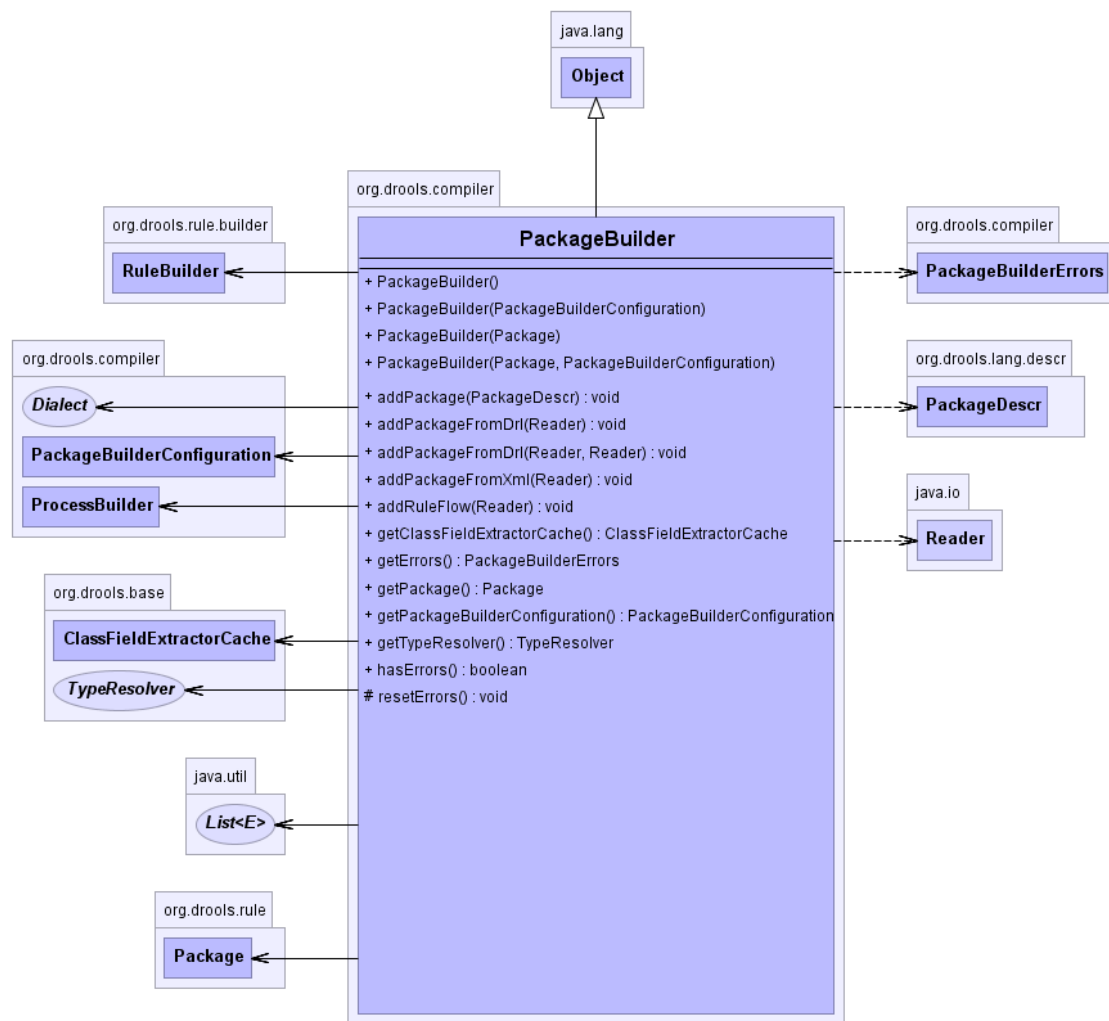 java.lang
Object
org.drools.compiler
PackageBuilder
+ PackageBuilder()
+ PackageBuilder(PackageBuilderConfiguration)
+ PackageBuilder(Package)
+ PackageBuilder(Package, PackageBuilderConfiguration)
+ addPackage(PackageDescr) : void
+ addPackageFromDrl(Reader) : void
+ addPackageFromDrl(Reader, Reader) : void
+ addPackageFromXml(Reader) : void
+ addRuleFlow(Reader) : void
+ getClassFieldExtractorCache() : ClassFieldExtractorCache
+ getErrors() : PackageBuilderErrors
+ getPackage() : Package
+ getPackageBuilderConfiguration() : PackageBuilderConfiguration
+ getTypeResolver() : TypeResolver
+ hasErrors() : boolean
# resetErrors() : void
org.drools.rule.builder
RuleBuilder
org.drools.compiler
Dialect
PackageBuilderConfiguration
ProcessBuilder
org.drools.base
ClassFieldExtractorCache
TypeResolver
java.util
List<E>
org.drools.rule
Package
org.drools.compiler
PackageBuilderErrors
org.drools.lang.descr
PackageDescr
java.io
Reader